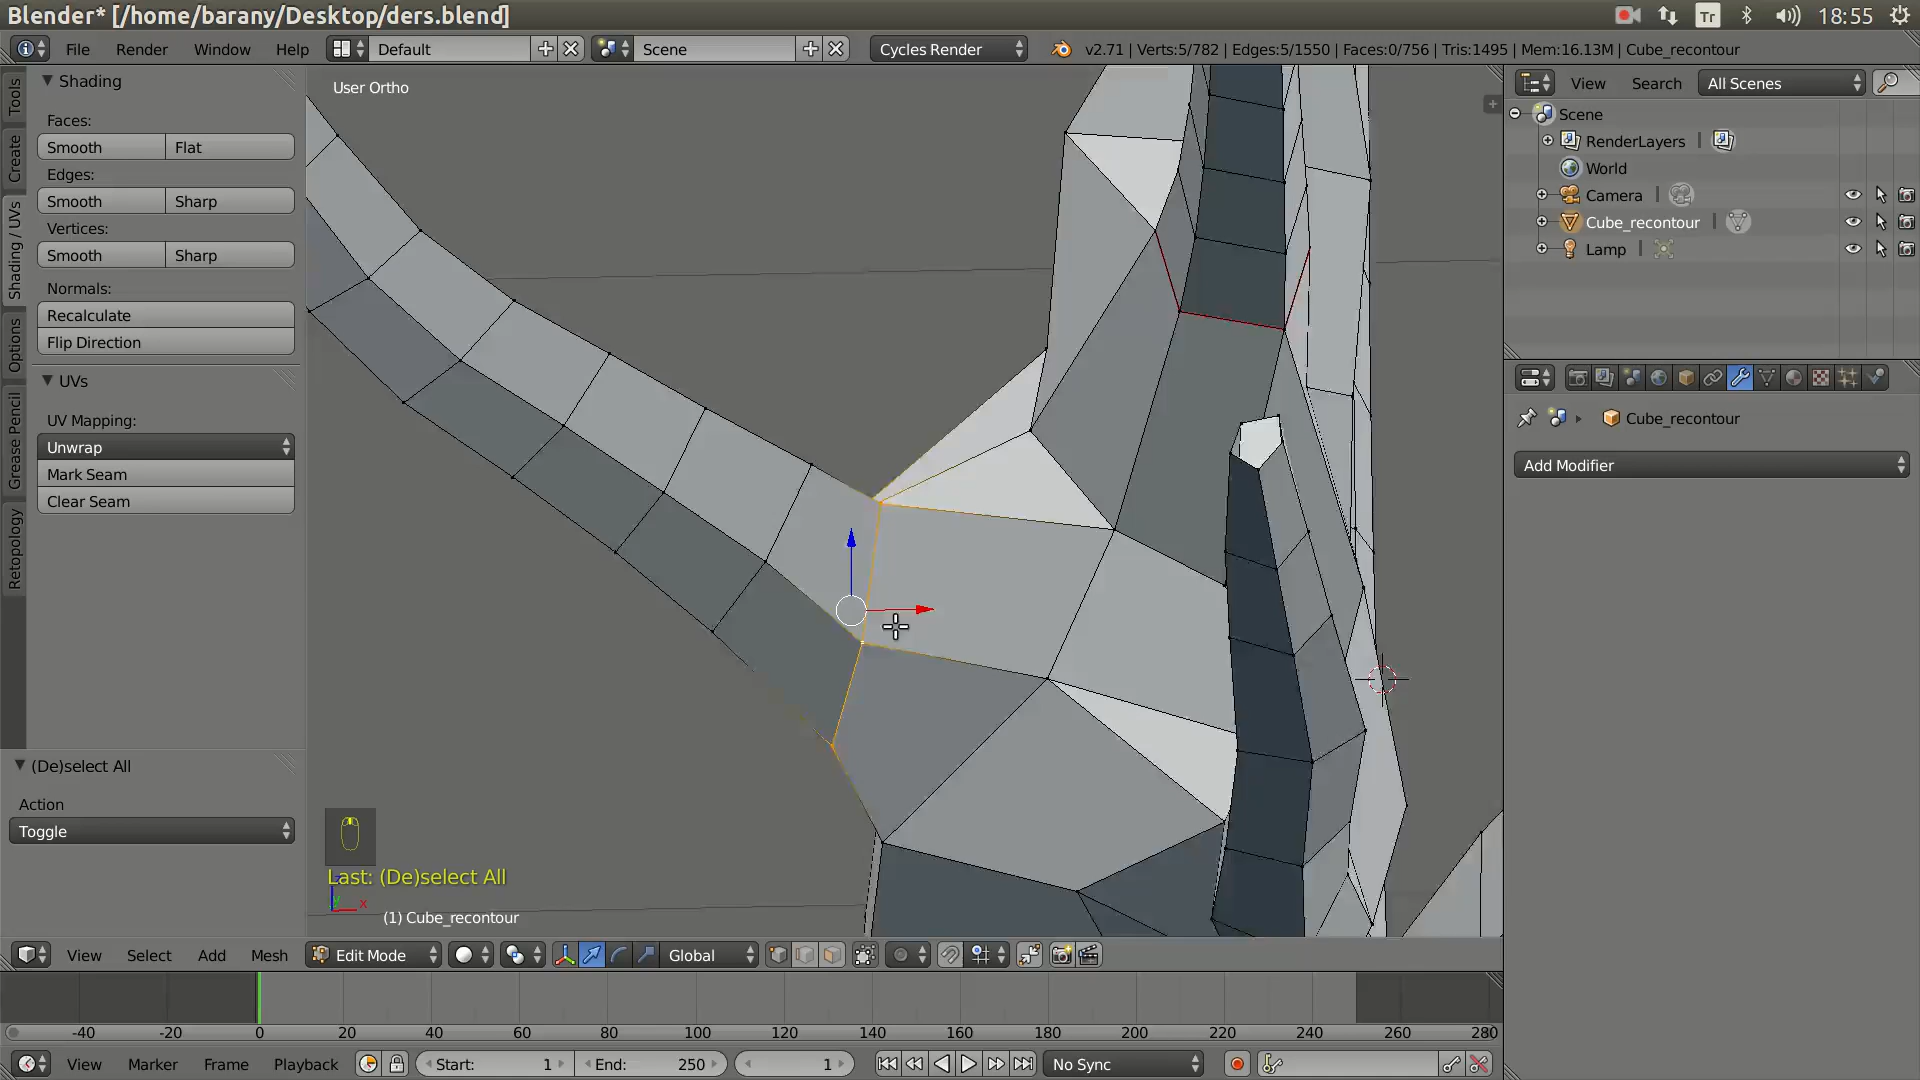 Blender* [/home/barany/Desktop/ders.blend]
Tr
18:55
File
Render
Window
Help
Default
Scene
Cycles Render
v2.71 | Verts:5/782 | Edges:5/1550 | Faces:0/756 | Tris:1495 | Mem:16.13M | Cube_recontour
Tools
Create
Shading / UVs
Options
Grease Pencil
Retopology
Shading
Faces:
Smooth
Flat
Edges:
Smooth
Sharp
Vertices:
Smooth
Sharp
Normals:
Recalculate
Flip Direction
UVs
UV Mapping:
Unwrap
Mark Seam
Clear Seam
(De)select All
Action
Toggle
User Ortho
Last: (De)select All
y
x
(1) Cube_recontour
View
Search
All Scenes
Scene
RenderLayers
World
Camera
Cube_recontour
Lamp
Cube_recontour
Add Modifier
View
Select
Add
Mesh
Edit Mode
Global
-40
-20
0
20
40
60
80
100
120
140
160
180
200
220
240
260
280
View
Marker
Frame
Playback
Start:
1
End:
250
1
No Sync